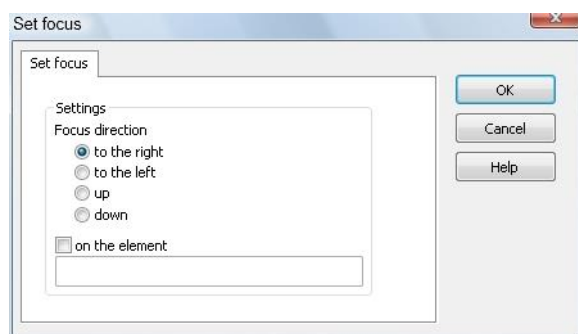 Set focus
Set focus
Settings
Focus direction
to the right
to the left
up
down
on the element
OK
Cancel
Help